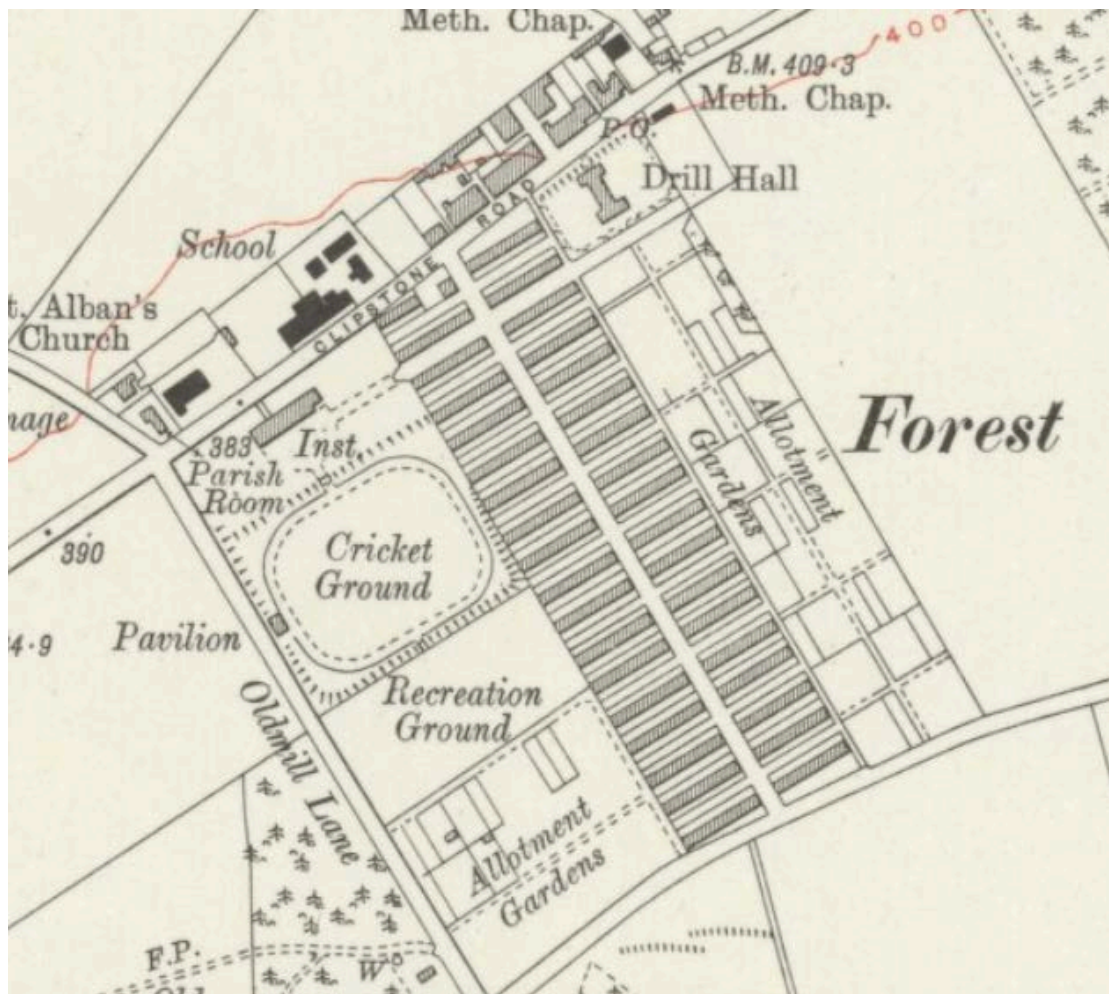 Meth. Chap.
400
B.M. 409·3
Meth. Chap.
P.O.
Drill Hall
School
CLIPSTONE ROAD
t. Alban's
Church
nage
383
Inst.
Parish
Room
390
Cricket
Ground
Forest
Allotment
Gardens
Pavilion
4·9
Recreation
Ground
Oldmill Lane
Allotment
Gardens
F.P.
W
Old